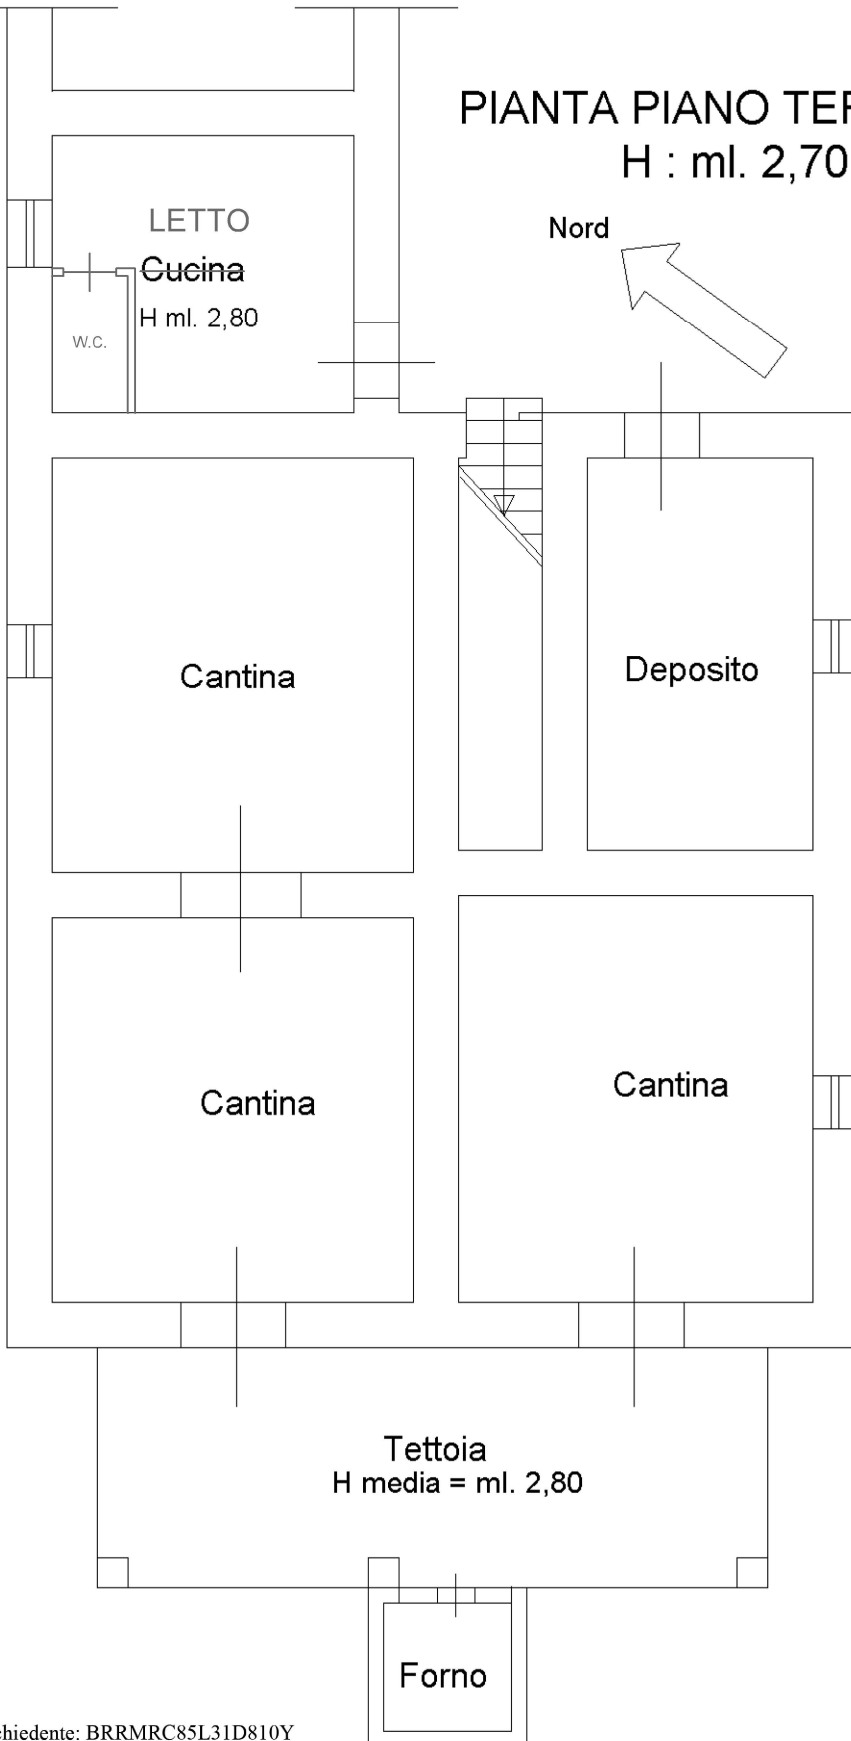 PIANTA PIANO TER
H : ml. 2,70
Nord
LETTO
Cucina
H ml. 2,80
W.C.
Cantina
Deposito
Cantina
Cantina
Tettoia
H media = ml. 2,80
Forno
chiedente: BRRMRC85L31D810Y